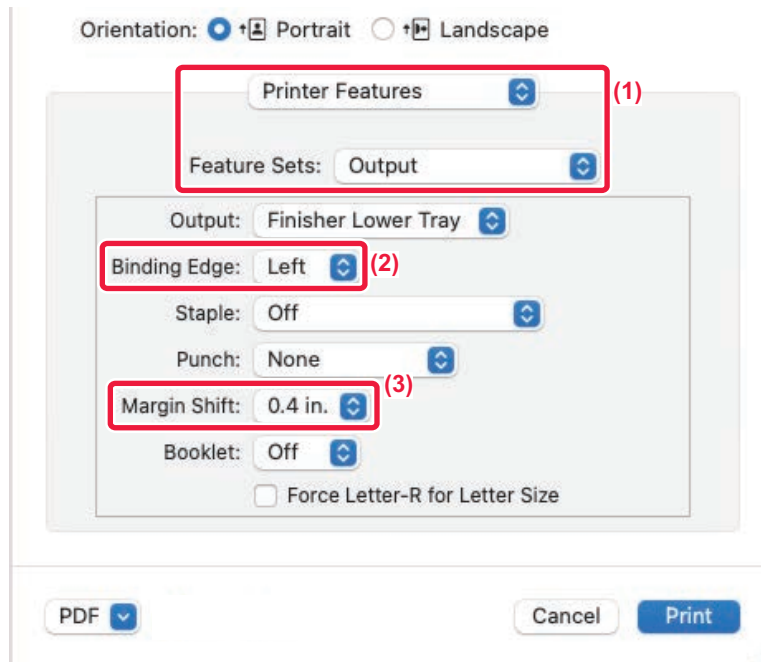 Orientation: Portrait Landscape
Printer Features (1)
Feature Sets: Output
Output: Finisher Lower Tray
Binding Edge: Left (2)
Staple: Off
Punch: None
(3)
Margin Shift: 0.4 in.
Booklet: Off
Force Letter-R for Letter Size
PDF Cancel Print